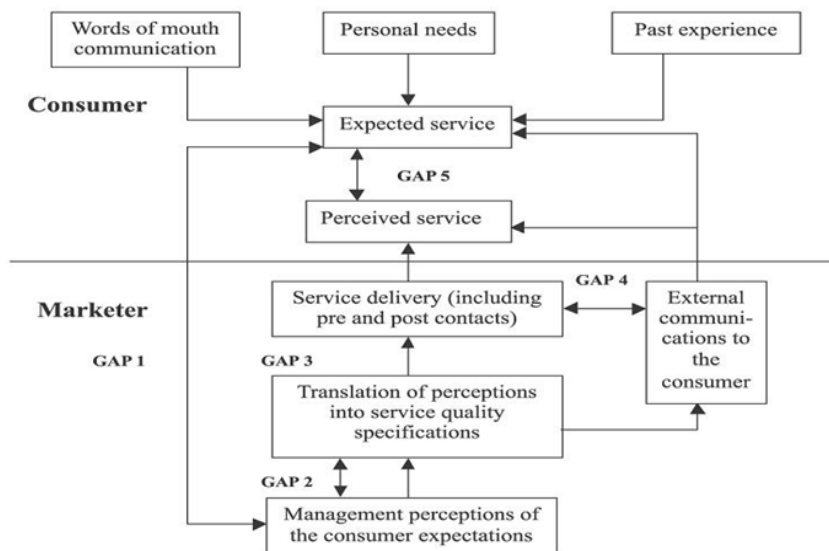 Words of mouth
communication
Personal needs
Past experience
Consumer
Expected service
GAP 5
Perceived service
Marketer
Service delivery (including
pre and post contacts)
GAP 4
External
communi-
cations to
the
consumer
GAP 1
GAP 3
Translation of perceptions
into service quality
specifications
GAP 2
Management perceptions of
the consumer expectations